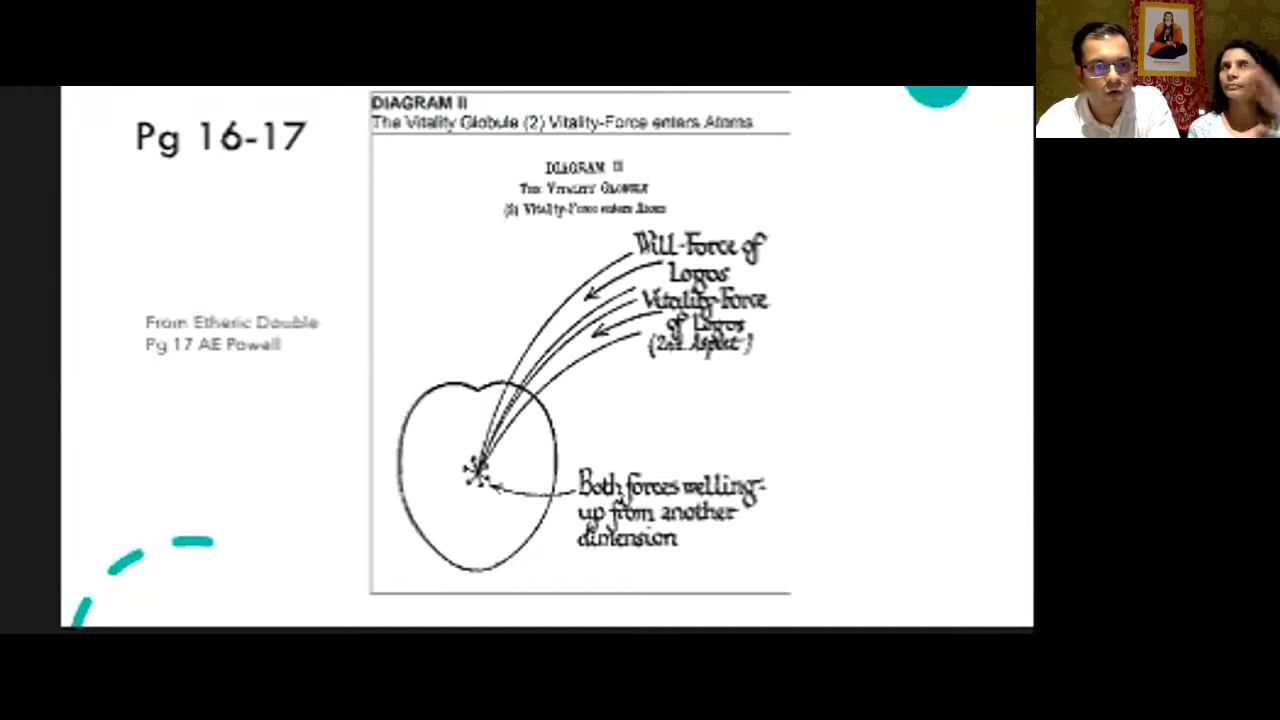 Pg 16-17
From Etheric Double
Pg 17 AE Powell
DIAGRAM II
The Vitality Globule (2) Vitality-Force enters Atoms
DIAGRAM II
THE VITALITY GLOBULE
(2) Vitality-Force enters Atoms
Will-Force of
Logos
Vitality-Force
of Logos
(2nd Aspect)
Both forces welling-
up from another
dimension